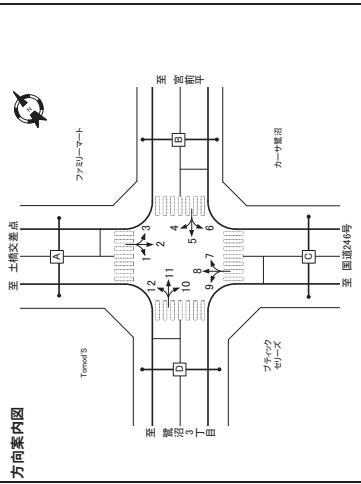 方向案内図
至 土橋交差点
ファミリーマート
Tomod'S
A
至 宮前平
B
1
2
3
4
5
6
7
8
9
10
11
12
D
至 鷺沼3丁目
C
ブティック
セリーズ
カーサ鷺沼
至 国道246号